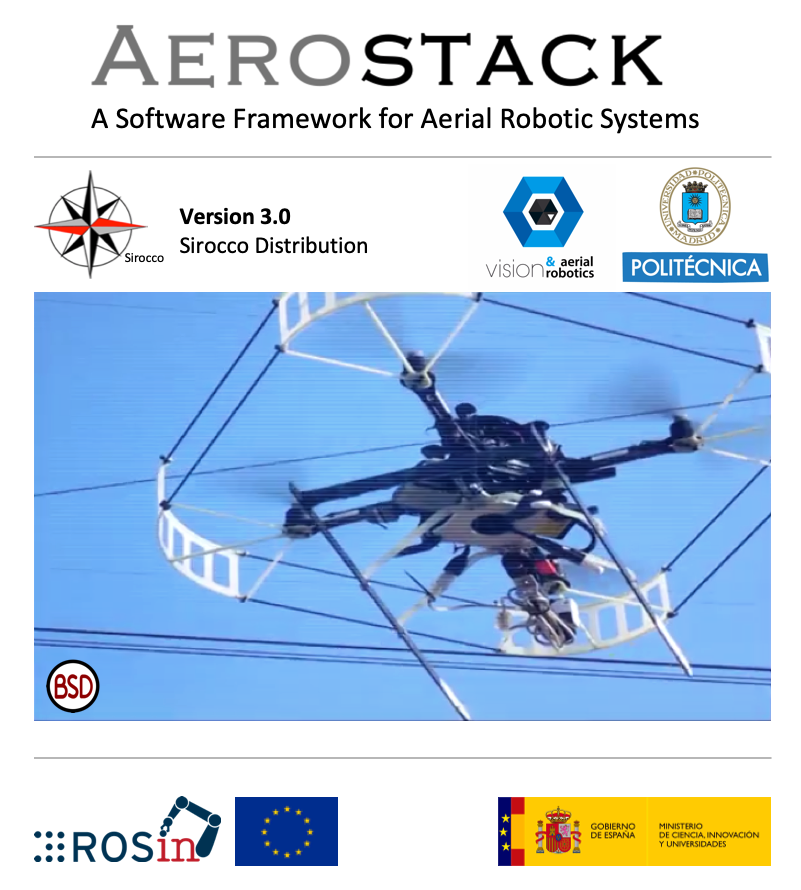 AEROSTACK
A Software Framework for Aerial Robotic Systems
Sirocco
Version 3.0
Sirocco Distribution
vision & aerial robotics
UNIVERSIDAD POLITÉCNICA
MADRID
POLITÉCNICA
BSD
ROSin
GOBIERNO
DE ESPAÑA
MINISTERIO
DE CIENCIA, INNOVACIÓN
Y UNIVERSIDADES